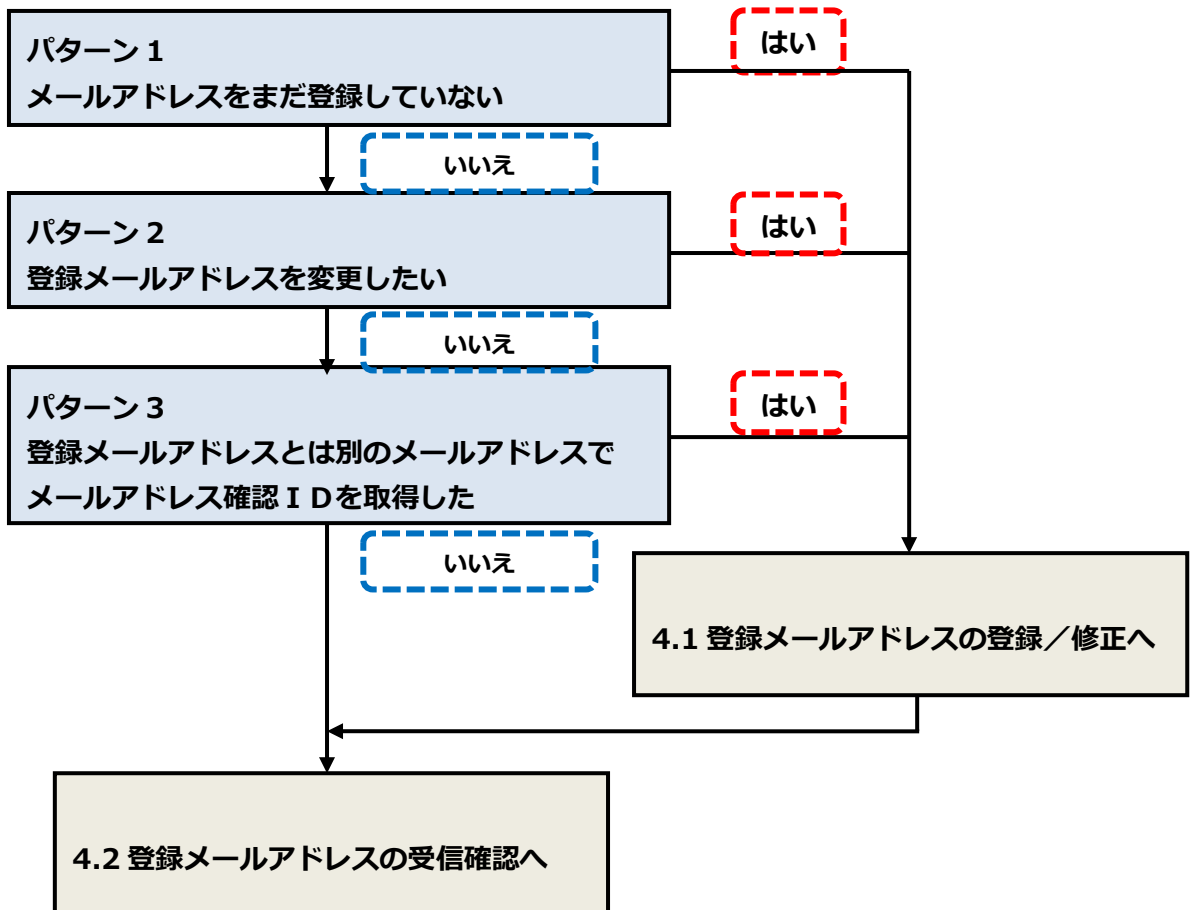 パターン１
はい
メールアドレスをまだ登録していない
いいえ
パターン２
はい
登録メールアドレスを変更したい
いいえ
パターン３
はい
登録メールアドレスとは別のメールアドレスで
メールアドレス確認ＩＤを取得した
いいえ
4.1 登録メールアドレスの登録／修正へ
4.2 登録メールアドレスの受信確認へ